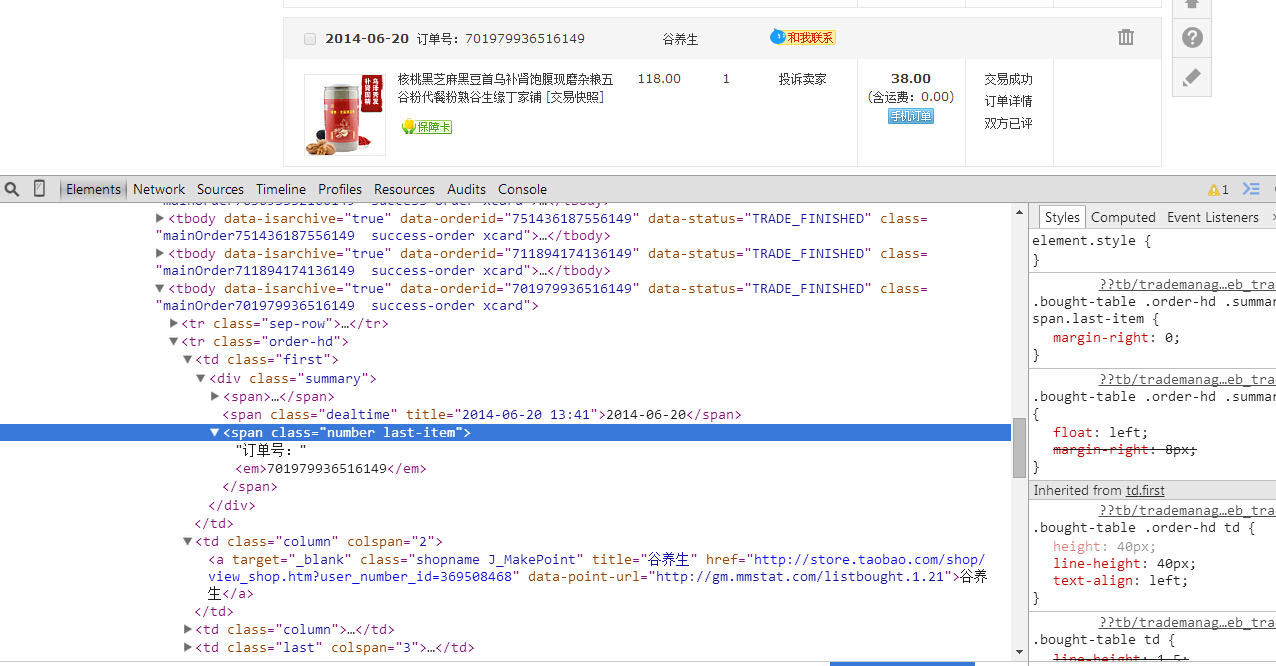 2014-06-20 订单号：701979936516149 谷养生 和我联系
核桃黑芝麻黑豆首乌补肾饱腹现磨杂粮五
谷粉代餐粉熟谷生缘丁家铺 [交易快照]
保障卡
118.00 1 投诉卖家
38.00
(含运费：0.00)
手机订单
交易成功
订单详情
双方已评
Elements Network Sources Timeline Profiles Resources Audits Console 1
▶<tbody data-isarchive="true" data-orderid="751436187556149" data-status="TRADE_FINISHED" class=
"mainOrder751436187556149  success-order xcard">…</tbody>
▶<tbody data-isarchive="true" data-orderid="711894174136149" data-status="TRADE_FINISHED" class=
"mainOrder711894174136149  success-order xcard">…</tbody>
▼<tbody data-isarchive="true" data-orderid="701979936516149" data-status="TRADE_FINISHED" class=
"mainOrder701979936516149  success-order xcard">
▶<tr class="sep-row">…</tr>
▼<tr class="order-hd">
▼<td class="first">
▼<div class="summary">
▶<span>…</span>
<span class="dealtime" title="2014-06-20 13:41">2014-06-20</span>
▼<span class="number last-item">
"订单号："
<em>701979936516149</em>
</span>
</div>
</td>
▼<td class="column" colspan="2">
<a target="_blank" class="shopname J_MakePoint" title="谷养生" href="http://store.taobao.com/shop/
view_shop.htm?user_number_id=369508468" data-point-url="http://gm.mmstat.com/listbought.1.21">谷养
生</a>
</td>
▶<td class="column">…</td>
▶<td class="last" colspan="3">…</td>
Styles Computed Event Listeners
element.style {
}
??tb/trademanag…eb_tra
.bought-table .order-hd .summar
span.last-item {
margin-right: 0;
}
??tb/trademanag…eb_tra
.bought-table .order-hd .summar
{
float: left;
margin-right: 8px;
}
Inherited from td.first
??tb/trademanag…eb_tra
.bought-table .order-hd td {
height: 40px;
line-height: 40px;
text-align: left;
}
??tb/trademanag…eb_tra
.bought-table td {
line-height: 1.5;